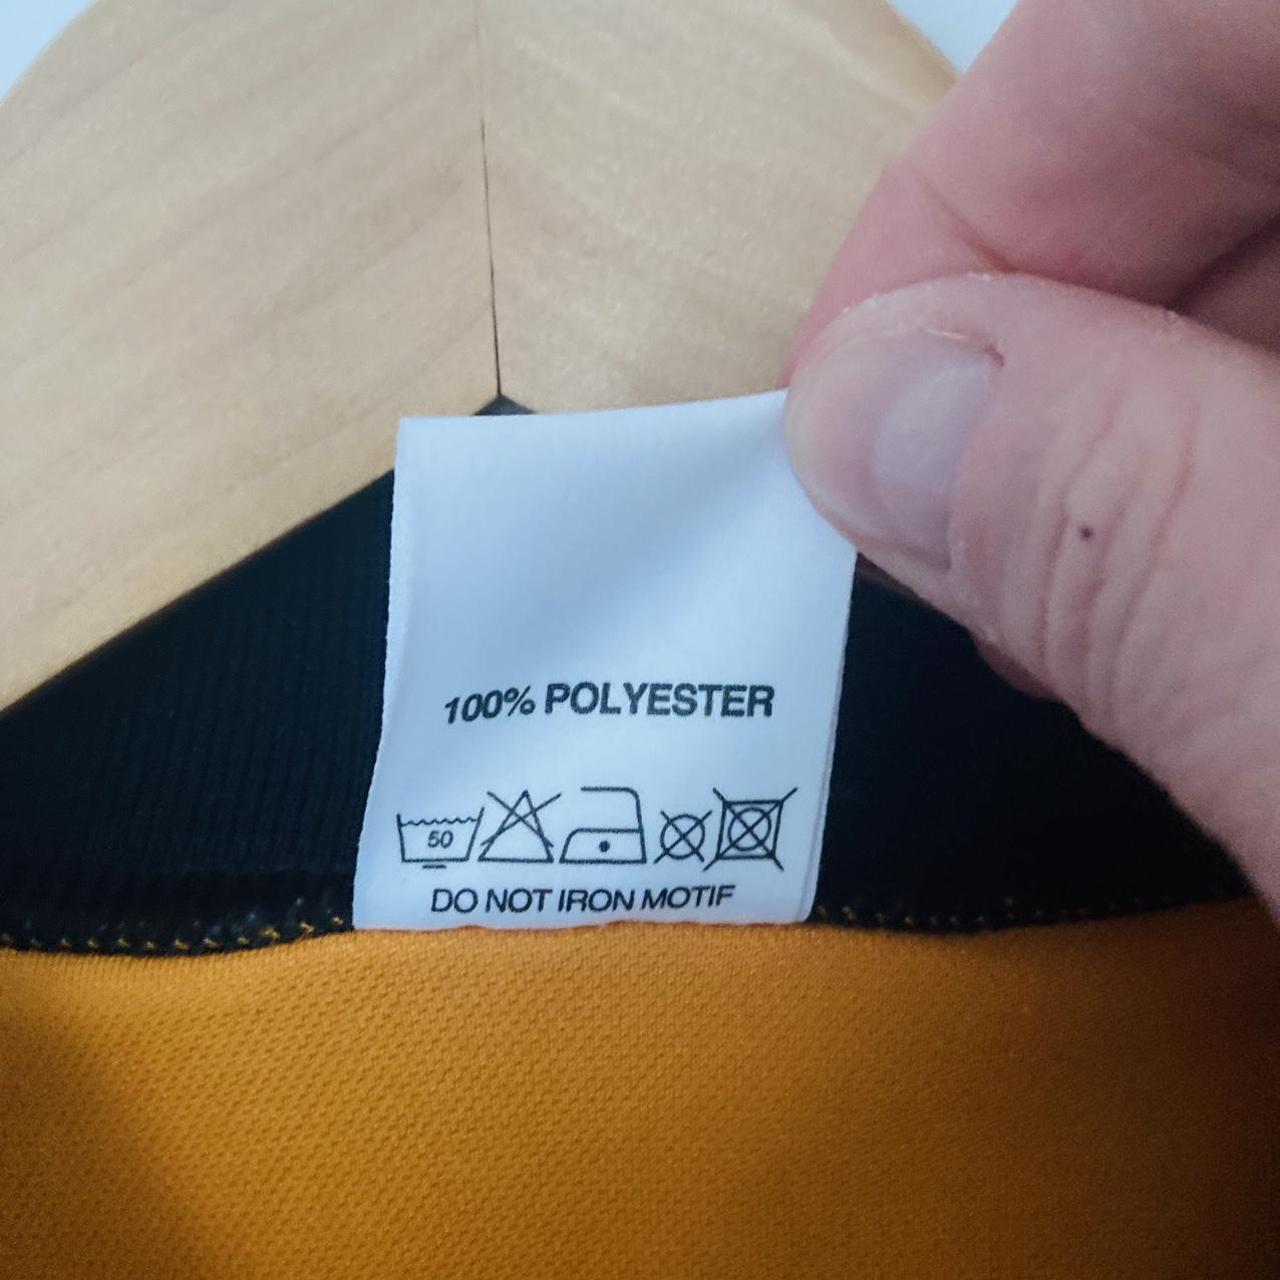 100% POLYESTER
50
DO NOT IRON MOTIF